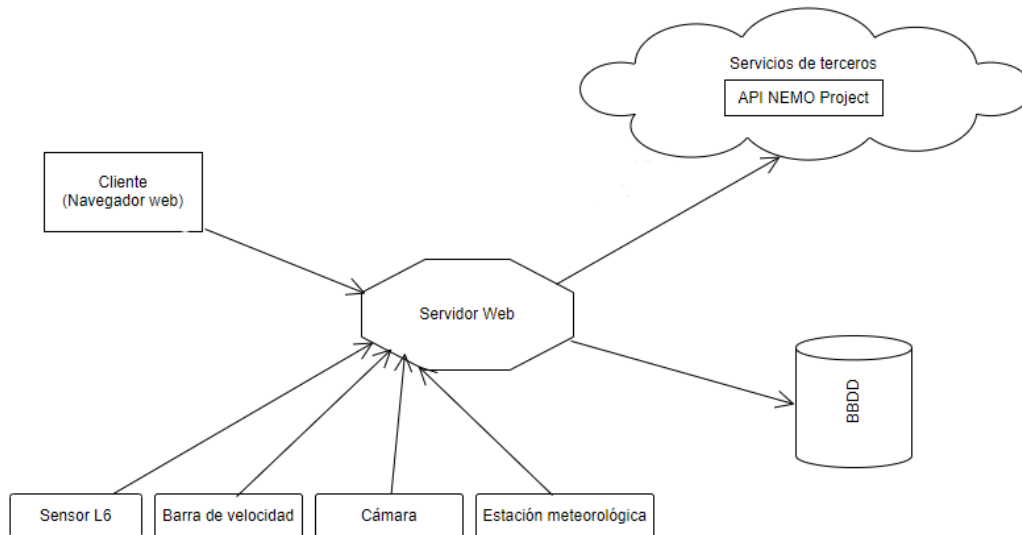 Servicios de terceros
API NEMO Project
Cliente
(Navegador web)
Servidor Web
BBDD
Sensor L6
Barra de velocidad
Cámara
Estación meteorológica